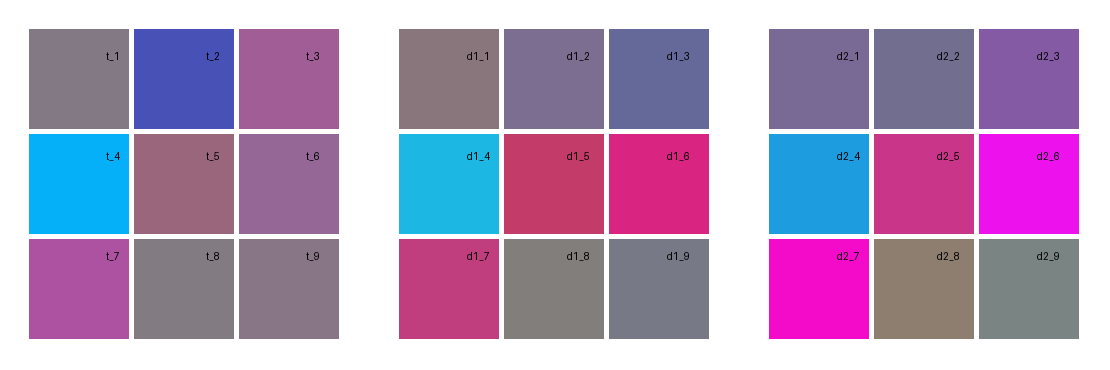 t_1 t_2 t_3 d1_1 d1_2 d1_3 d2_1 d2_2 d2_3
t_4 t_5 t_6 d1_4 d1_5 d1_6 d2_4 d2_5 d2_6
t_7 t_8 t_9 d1_7 d1_8 d1_9 d2_7 d2_8 d2_9